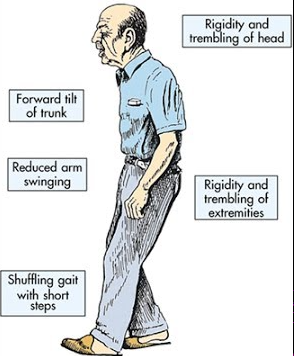 Rigidity and
trembling of head
Forward tilt
of trunk
Reduced arm
swinging
Rigidity and
trembling of
extremities
Shuffling gait
with short
steps